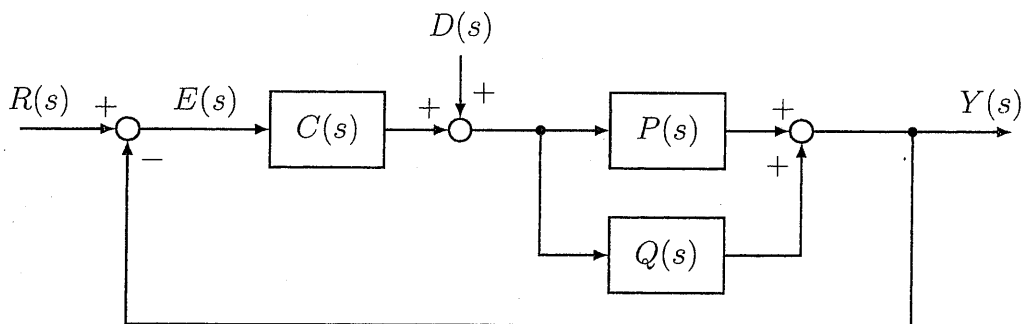 D(s)
R(s) + E(s) C(s) + + P(s) + Y(s)
− +
Q(s)